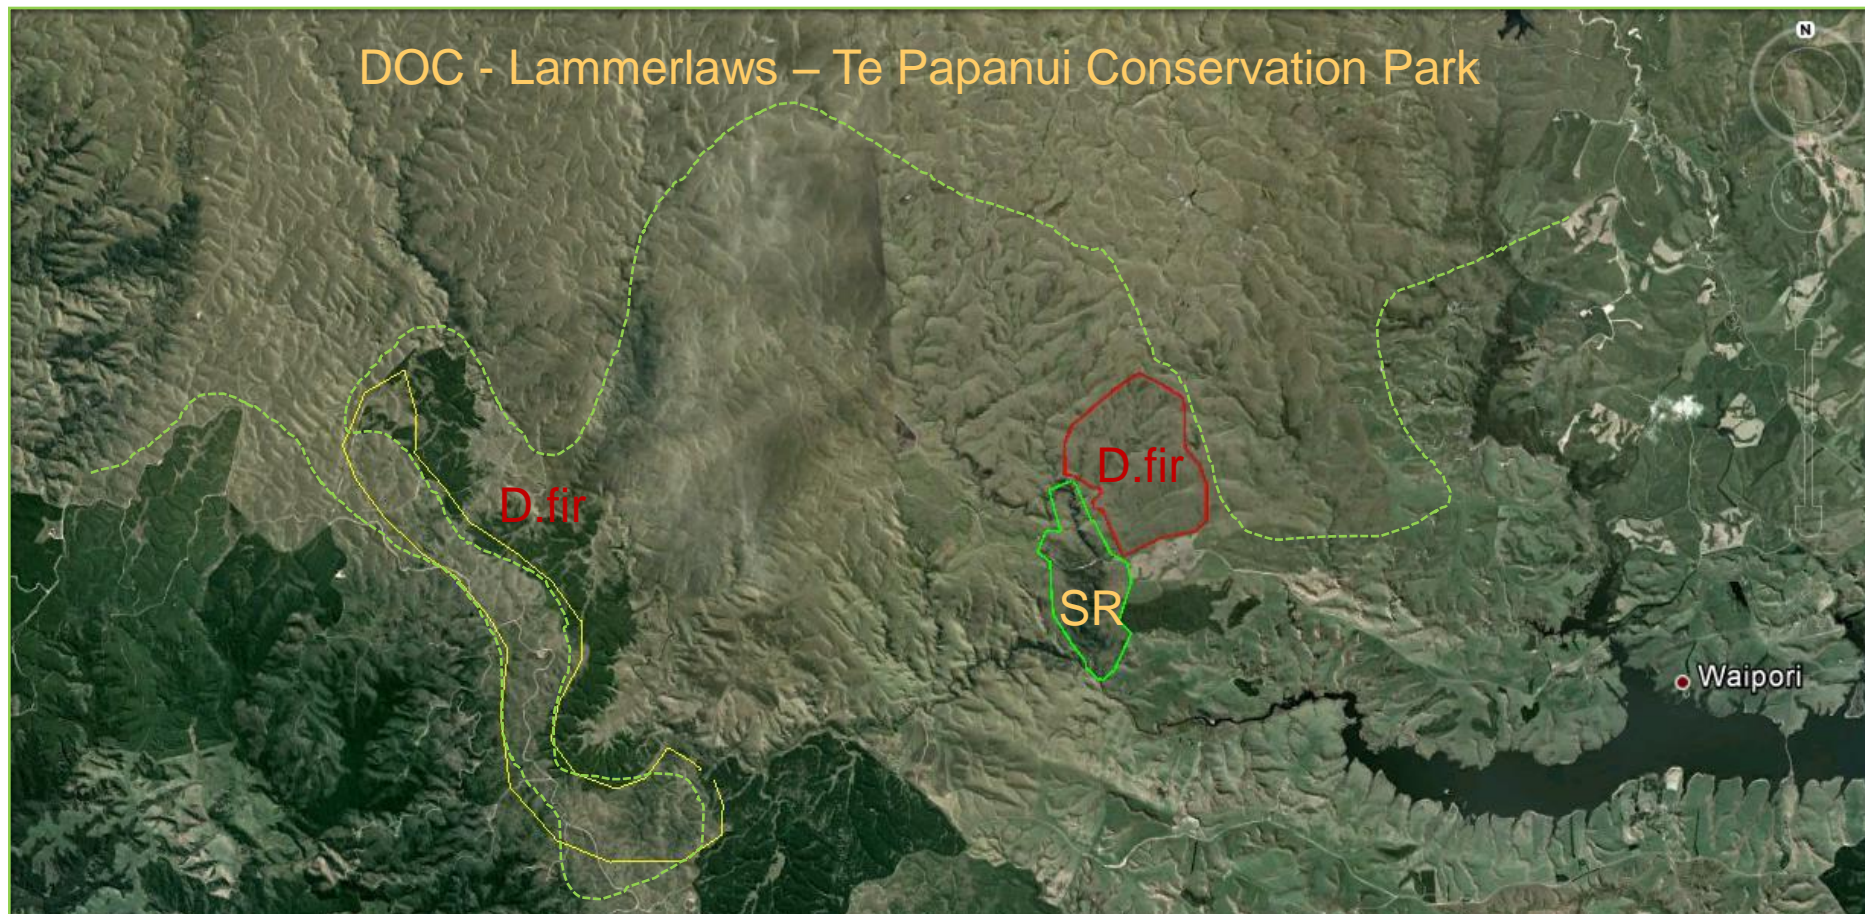 N
DOC - Lammerlaws – Te Papanui Conservation Park
D.fir
D.fir
SR
Waipori